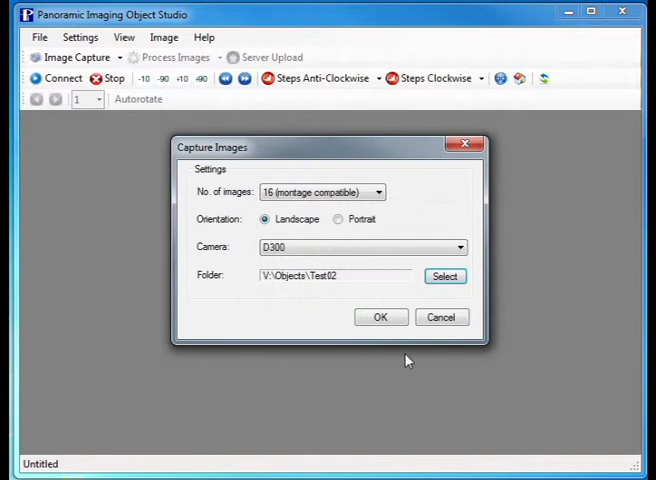 Panoramic Imaging Object Studio
File Settings View Image Help
Image Capture Process Images Server Upload
Connect Stop -10 -90 +10 +90 Steps Anti-Clockwise Steps Clockwise
1 Autorotate
Capture Images
Settings
No. of images: 16 (montage compatible)
Orientation: Landscape Portrait
Camera: D300
Folder: V:\Objects\Test02 Select
OK Cancel
Untitled